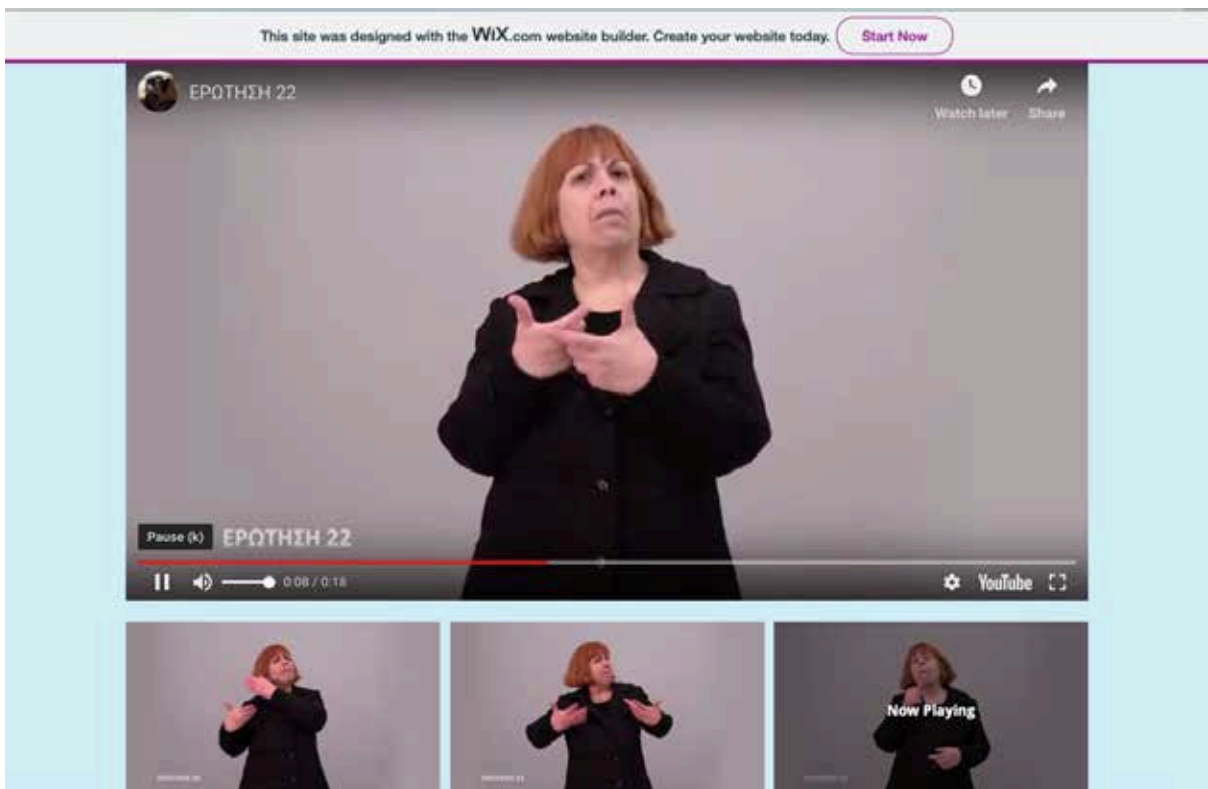 This site was designed with the WiX.com website builder. Create your website today. Start Now
ΕΡΩΤΗΣΗ 22
Watch later Share
Pause (k) ΕΡΩΤΗΣΗ 22
0:08 / 0:18 YouTube
Now Playing